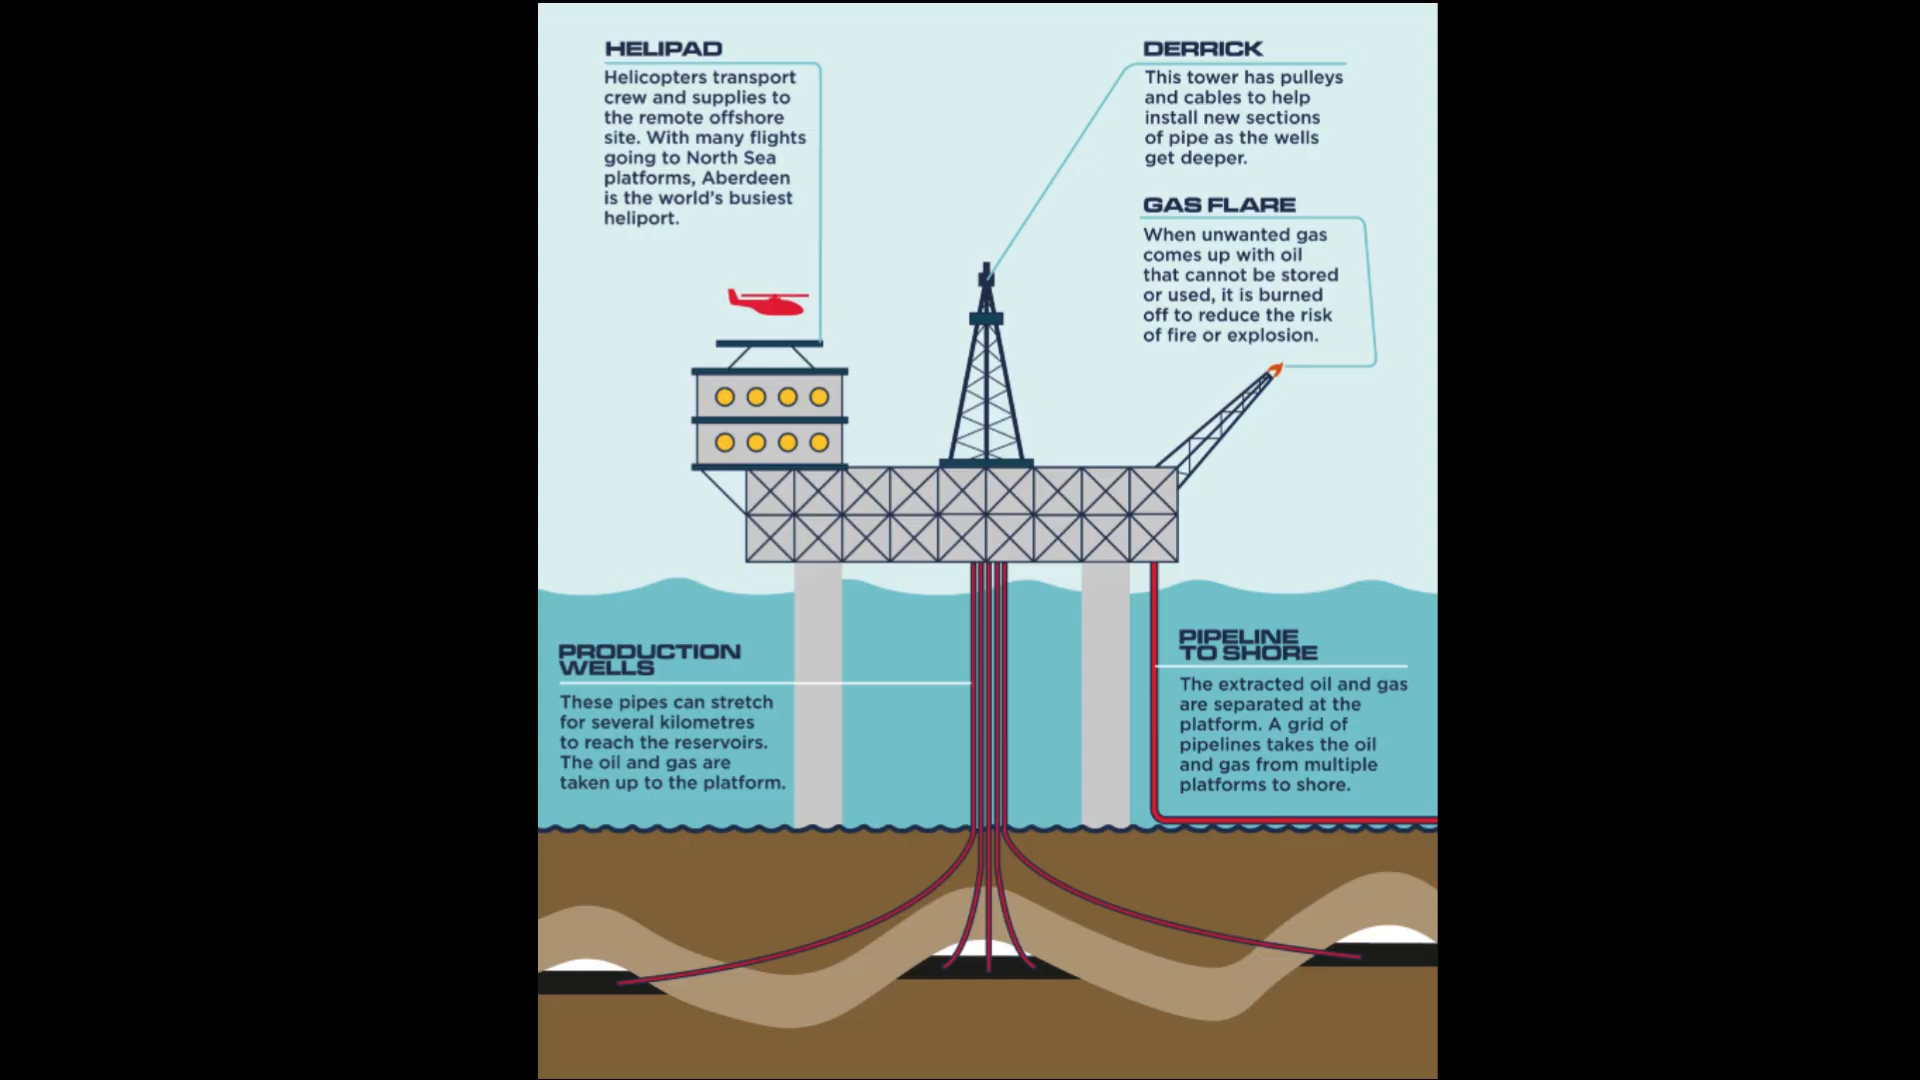 HELIPAD
Helicopters transport
crew and supplies to
the remote offshore
site. With many flights
going to North Sea
platforms, Aberdeen
is the world's busiest
heliport.
DERRICK
This tower has pulleys
and cables to help
install new sections
of pipe as the wells
get deeper.
GAS FLARE
When unwanted gas
comes up with oil
that cannot be stored
or used, it is burned
off to reduce the risk
of fire or explosion.
PRODUCTION
WELLS
These pipes can stretch
for several kilometres
to reach the reservoirs.
The oil and gas are
taken up to the platform.
PIPELINE
TO SHORE
The extracted oil and gas
are separated at the
platform. A grid of
pipelines takes the oil
and gas from multiple
platforms to shore.